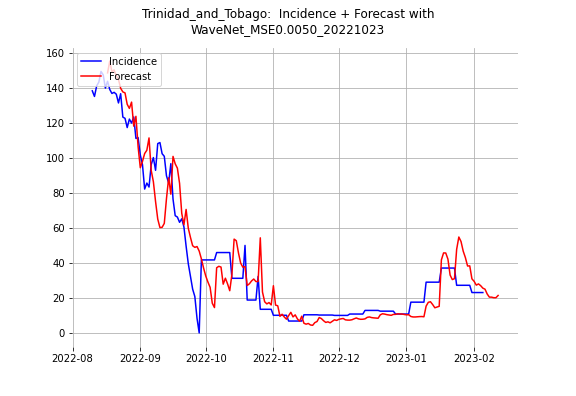 Trinidad_and_Tobago:  Incidence + Forecast with
WaveNet_MSE0.0050_20221023
160
140
120
100
80
60
40
20
0
Incidence
Forecast
2022-08 2022-09 2022-10 2022-11 2022-12 2023-01 2023-02